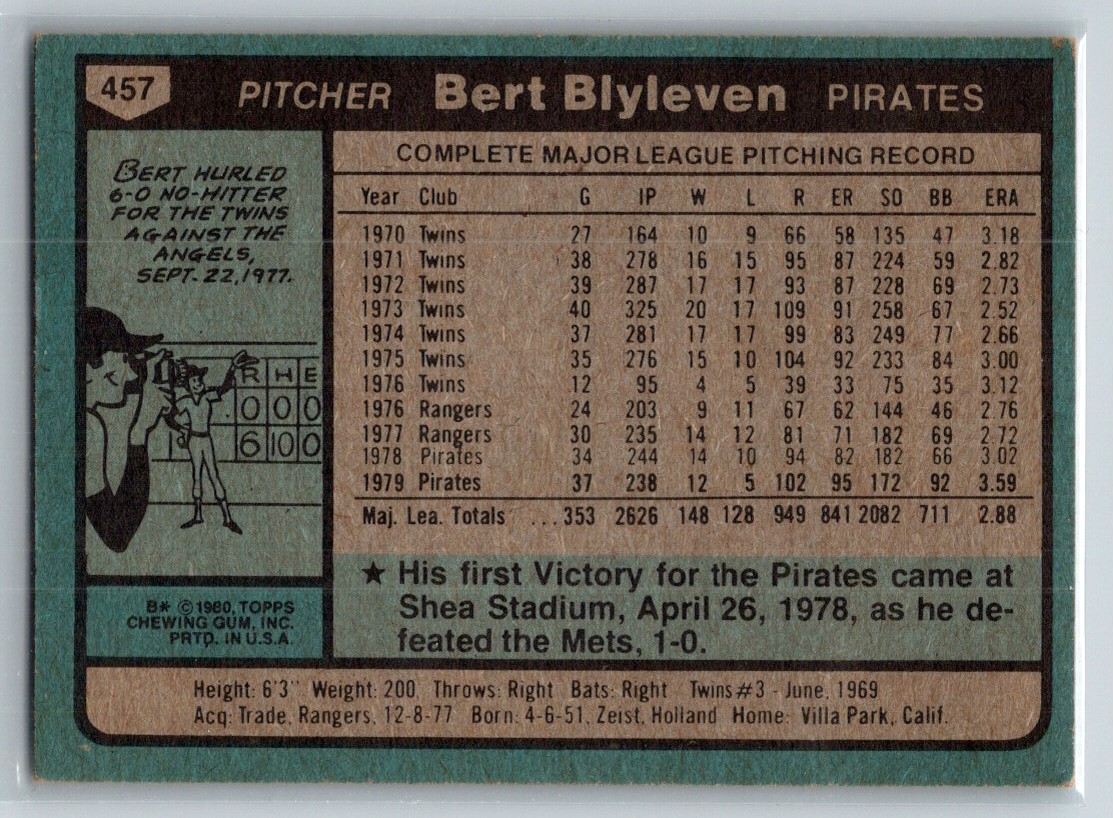 457 PITCHER Bert Blyleven PIRATES
BERT HURLED
6-0 NO-HITTER
FOR THE TWINS
AGAINST THE
ANGELS,
SEPT. 22, 1977.
R H E
0 0 0
6 10 0
B* © 1980, TOPPS
CHEWING GUM, INC.
PRTD. IN U.S.A.
COMPLETE MAJOR LEAGUE PITCHING RECORD
Year Club G IP W L R ER SO BB ERA
1970 Twins 27 164 10 9 66 58 135 47 3.18
1971 Twins 38 278 16 15 95 87 224 59 2.82
1972 Twins 39 287 17 17 93 87 228 69 2.73
1973 Twins 40 325 20 17 109 91 258 67 2.52
1974 Twins 37 281 17 17 99 83 249 77 2.66
1975 Twins 35 276 15 10 104 92 233 84 3.00
1976 Twins 12 95 4 5 39 33 75 35 3.12
1976 Rangers 24 203 9 11 67 62 144 46 2.76
1977 Rangers 30 235 14 12 81 71 182 69 2.72
1978 Pirates 34 244 14 10 94 82 182 66 3.02
1979 Pirates 37 238 12 5 102 95 172 92 3.59
Maj. Lea. Totals ... 353 2626 148 128 949 841 2082 711 2.88
★ His first Victory for the Pirates came at
Shea Stadium, April 26, 1978, as he de-
feated the Mets, 1-0.
Height: 6'3" Weight: 200 Throws: Right Bats: Right Twins #3 - June, 1969
Acq: Trade, Rangers, 12-8-77 Born: 4-6-51, Zeist, Holland Home: Villa Park, Calif.